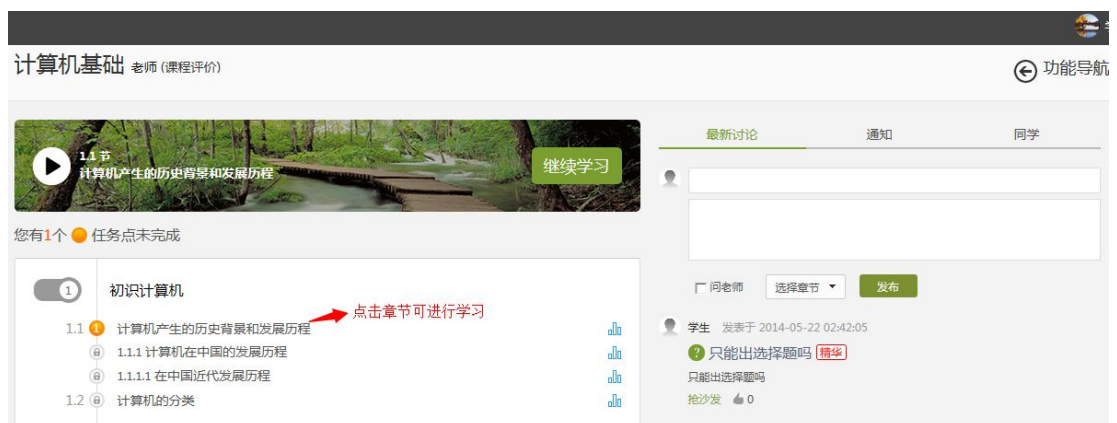 计算机基础 老师 (课程评价)
功能导航
1.1 节
计算机产生的历史背景和发展历程
继续学习
您有1个 任务点未完成
1 初识计算机
点击章节可进行学习
1.1 1 计算机产生的历史背景和发展历程
1.1.1 计算机在中国的发展历程
1.1.1.1 在中国近代发展历程
1.2 计算机的分类
最新讨论 通知 同学
问老师 选择章节 发布
学生 发表于 2014-05-22 02:42:05
? 只能出选择题吗 精华
只能出选择题吗
抢沙发 0